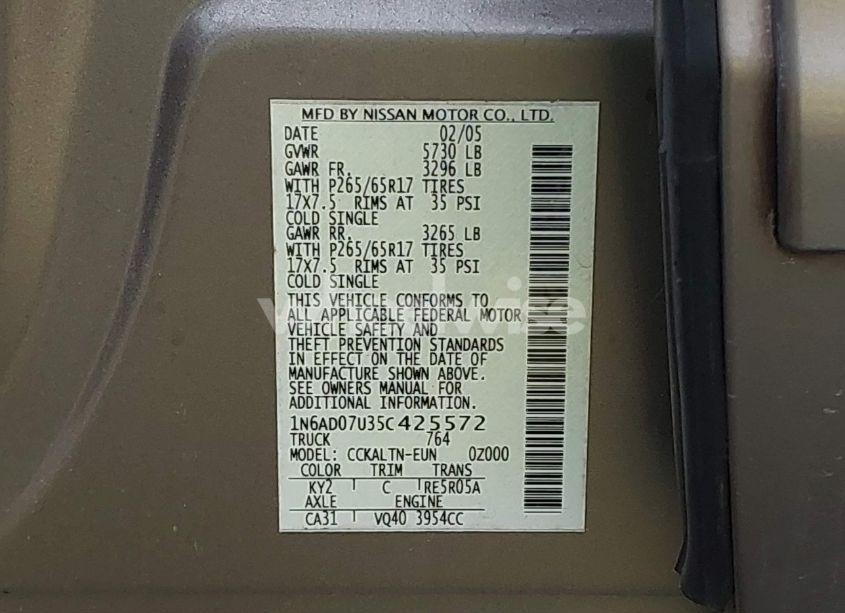 MFD BY NISSAN MOTOR CO., LTD.
DATE 02/05
GVWR 5730 LB
GAWR FR. 3296 LB
WITH P265/65R17 TIRES
17X7.5 RIMS AT 35 PSI
COLD SINGLE
GAWR RR. 3265 LB
WITH P265/65R17 TIRES
17X7.5 RIMS AT 35 PSI
COLD SINGLE
THIS VEHICLE CONFORMS TO
ALL APPLICABLE FEDERAL MOTOR
VEHICLE SAFETY AND
THEFT PREVENTION STANDARDS
IN EFFECT ON THE DATE OF
MANUFACTURE SHOWN ABOVE.
SEE OWNERS MANUAL FOR
ADDITIONAL INFORMATION.
1N6AD07U35C425572
TRUCK 764
MODEL: CCKALTN-EUN 0Z000
COLOR TRIM TRANS
KY2 C RE5R05A
AXLE ENGINE
CA31 VQ40 3954CC